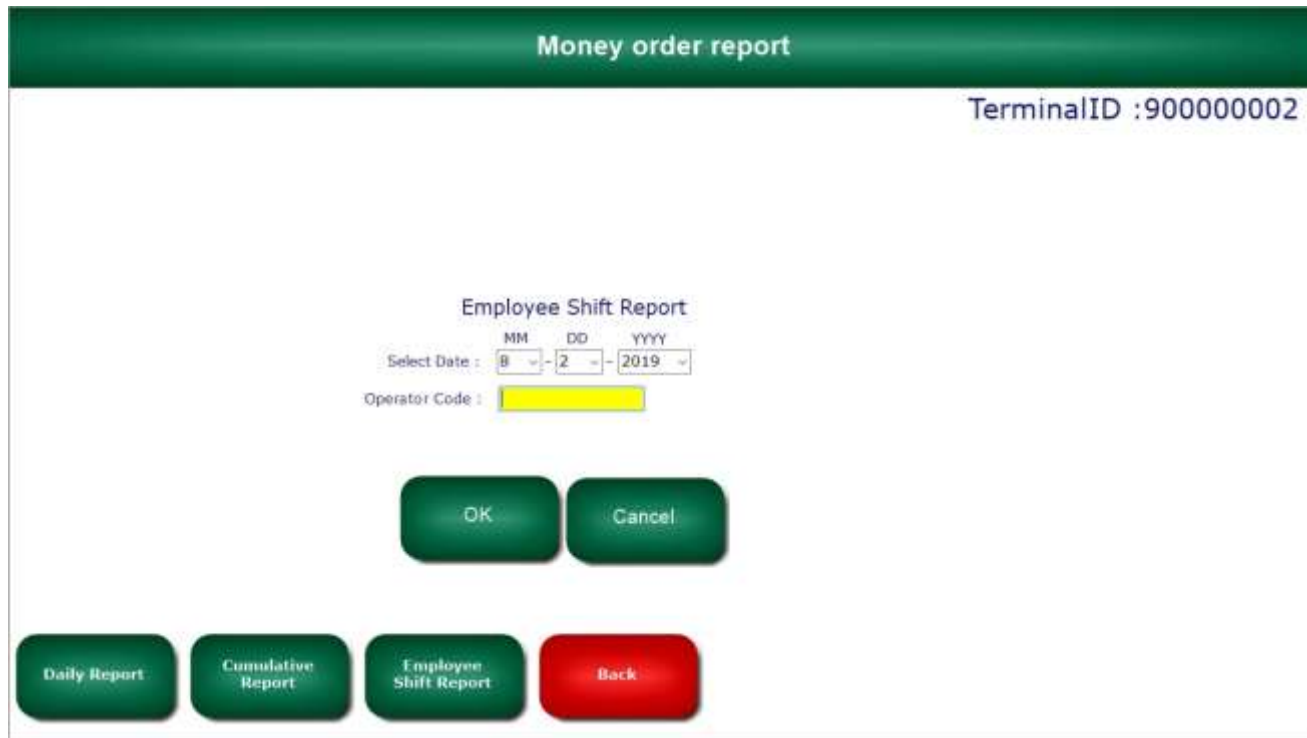 Money order report
TerminalID :900000002
Employee Shift Report
MM DD YYYY
Select Date : 8 - 2 - 2019
Operator Code :
OK Cancel
Daily Report
Cumulative
Report
Employee
Shift Report
Back